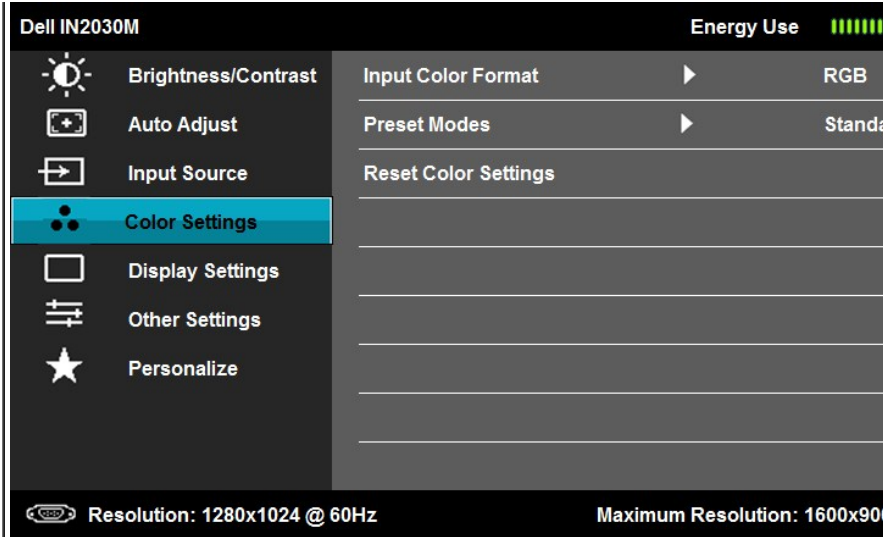 Dell IN2030M Energy Use
Brightness/Contrast Input Color Format RGB
Auto Adjust Preset Modes
Input Source Reset Color Settings
Color Settings
Display Settings
Other Settings
Personalize
Resolution: 1280x1024 @ 60Hz Maximum Resolution: